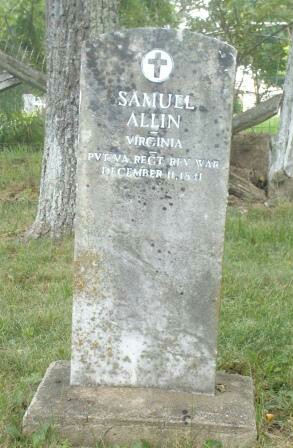 SAMUEL
ALLIN
VIRGINIA
PVT VA REGT REV WAR
DECEMBER 11, 1841